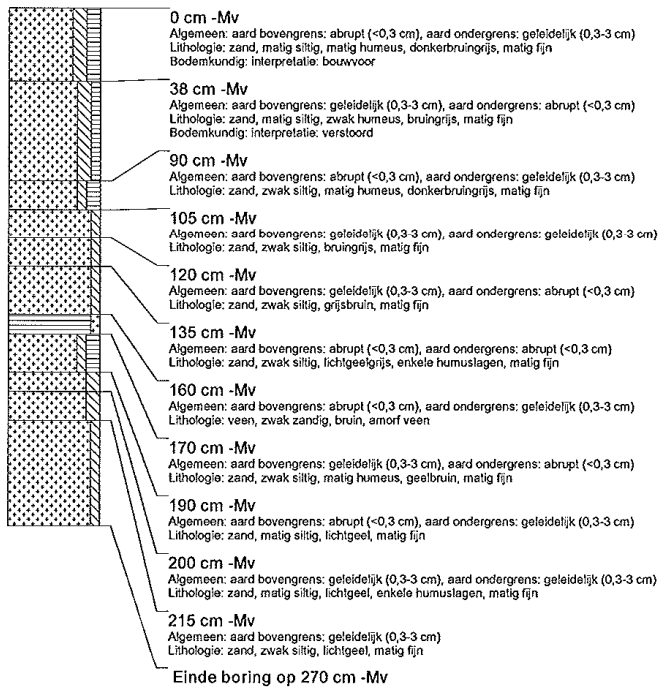 0 cm -Mv
Algemeen: aard bovengrens: abrupt (<0,3 cm), aard ondergrens: geleidelijk (0,3-3 cm)
Lithologie: zand, matig siltig, matig humeus, donkerbruingrijs, matig fijn
Bodemkundig: interpretatie: bouwvoor
38 cm -Mv
Algemeen: aard bovengrens: geleidelijk (0,3-3 cm), aard ondergrens: abrupt (<0,3 cm)
Lithologie: zand, matig siltig, zwak humeus, bruingrijs, matig fijn
Bodemkundig: interpretatie: verstoord
90 cm -Mv
Algemeen: aard bovengrens: abrupt (<0,3 cm), aard ondergrens: geleidelijk (0,3-3 cm)
Lithologie: zand, zwak siltig, matig humeus, donkerbruingrijs, matig fijn
105 cm -Mv
Algemeen: aard bovengrens: geleidelijk (0,3-3 cm), aard ondergrens: geleidelijk (0,3-3 cm)
Lithologie: zand, zwak siltig, bruingrijs, matig fijn
120 cm -Mv
Algemeen: aard bovengrens: geleidelijk (0,3-3 cm), aard ondergrens: abrupt (<0,3 cm)
Lithologie: zand, zwak siltig, grijsbruin, matig fijn
135 cm -Mv
Algemeen: aard bovengrens: abrupt (<0,3 cm), aard ondergrens: abrupt (<0,3 cm)
Lithologie: zand, zwak siltig, lichtgeelgrijs, enkele humuslagen, matig fijn
160 cm -Mv
Algemeen: aard bovengrens: abrupt (<0,3 cm), aard ondergrens: geleidelijk (0,3-3 cm)
Lithologie: veen, zwak zandig, bruin, amorf veen
170 cm -Mv
Algemeen: aard bovengrens: geleidelijk (0,3-3 cm), aard ondergrens: abrupt (<0,3 cm)
Lithologie: zand, zwak siltig, matig humeus, geelbruin, matig fijn
190 cm -Mv
Algemeen: aard bovengrens: abrupt (<0,3 cm), aard ondergrens: geleidelijk (0,3-3 cm)
Lithologie: zand, matig siltig, lichtgeel, matig fijn
200 cm -Mv
Algemeen: aard bovengrens: geleidelijk (0,3-3 cm), aard ondergrens: geleidelijk (0,3-3 cm)
Lithologie: zand, matig siltig, lichtgeel, enkele humuslagen, matig fijn
215 cm -Mv
Algemeen: aard bovengrens: geleidelijk (0,3-3 cm)
Lithologie: zand, zwak siltig, lichtgeel, matig fijn
Einde boring op 270 cm -Mv